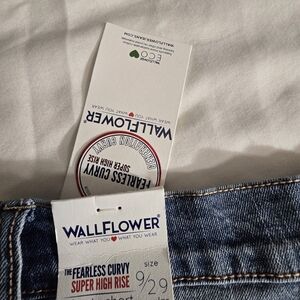 WALLFLOWER
WEAR WHAT YOU WEAR
FEARLESS CURVY
SUPER HIGH RISE
ECO
WALLFLOWERJEANS.COM
WALLFLOWER®
WEAR WHAT YOU WHAT YOU WEAR
THE FEARLESS CURVY
SUPER HIGH RISE
size
9/29
short